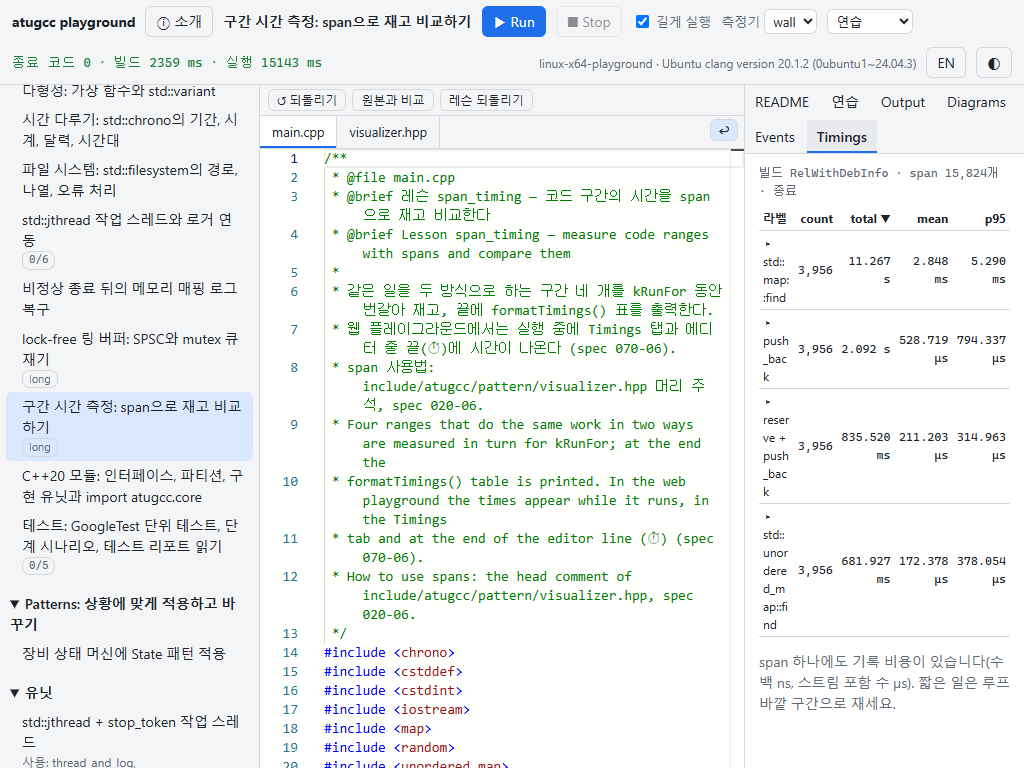 atugcc playground
ⓘ 소개
구간 시간 측정: span으로 재고 비교하기
▶ Run
■ Stop
길게 실행
측정기
wall
연습
종료 코드 0 · 빌드 2359 ms · 실행 15143 ms
linux-x64-playground · Ubuntu clang version 20.1.2 (0ubuntu1~24.04.3)
EN
다형성: 가상 함수와 std::variant
시간 다루기: std::chrono의 기간, 시
계, 달력, 시간대
파일 시스템: std::filesystem의 경로,
나열, 오류 처리
std::jthread 작업 스레드와 로거 연
동
0/6
비정상 종료 뒤의 메모리 매핑 로그
복구
lock-free 링 버퍼: SPSC와 mutex 큐
재기
long
구간 시간 측정: span으로 재고 비교
하기
long
C++20 모듈: 인터페이스, 파티션, 구
현 유닛과 import atugcc.core
테스트: GoogleTest 단위 테스트, 단
계 시나리오, 테스트 리포트 읽기
0/5
▼ Patterns: 상황에 맞게 적용하고 바
꾸기
장비 상태 머신에 State 패턴 적용
▼ 유닛
std::jthread + stop_token 작업 스레
드
사용: thread_and_log,
↺ 되돌리기
원본과 비교
레슨 되돌리기
main.cpp
visualizer.hpp
↩
1 /**
2 * @file main.cpp
3 * @brief 레슨 span_timing — 코드 구간의 시간을 span
으로 재고 비교한다
4 * @brief Lesson span_timing — measure code ranges
with spans and compare them
5 *
6 * 같은 일을 두 방식으로 하는 구간 네 개를 kRunFor 동안
번갈아 재고, 끝에 formatTimings() 표를 출력한다.
7 * 웹 플레이그라운드에서는 실행 중에 Timings 탭과 에디
터 줄 끝(⏱)에 시간이 나온다 (spec 070-06).
8 * span 사용법:
include/atugcc/pattern/visualizer.hpp 머리 주
석, spec 020-06.
9 * Four ranges that do the same work in two ways
are measured in turn for kRunFor; at the end
the
10 * formatTimings() table is printed. In the web
playground the times appear while it runs, in
the Timings
11 * tab and at the end of the editor line (⏱) (spec
070-06).
12 * How to use spans: the head comment of
include/atugcc/pattern/visualizer.hpp, spec
020-06.
13 */
14 #include <chrono>
15 #include <cstddef>
16 #include <cstdint>
17 #include <iostream>
18 #include <map>
19 #include <random>
20 #include <unordered_map>
README
연습
Output
Diagrams
Events
Timings
빌드 RelWithDebInfo · span 15,824개
· 종료
라벨 count total ▼ mean p95
▸ std::map::find 3,956 11.267 s 2.848 ms 5.290 ms
▸ push_back 3,956 2.092 s 528.719 µs 794.337 µs
▸ reserve + push_back 3,956 835.520 ms 211.203 µs 314.963 µs
▸ std::unordered_map::find 3,956 681.927 ms 172.378 µs 378.054 µs
span 하나에도 기록 비용이 있습니다(수
백 ns, 스트림 포함 수 µs). 짧은 일은 루프
바깥 구간으로 재세요.